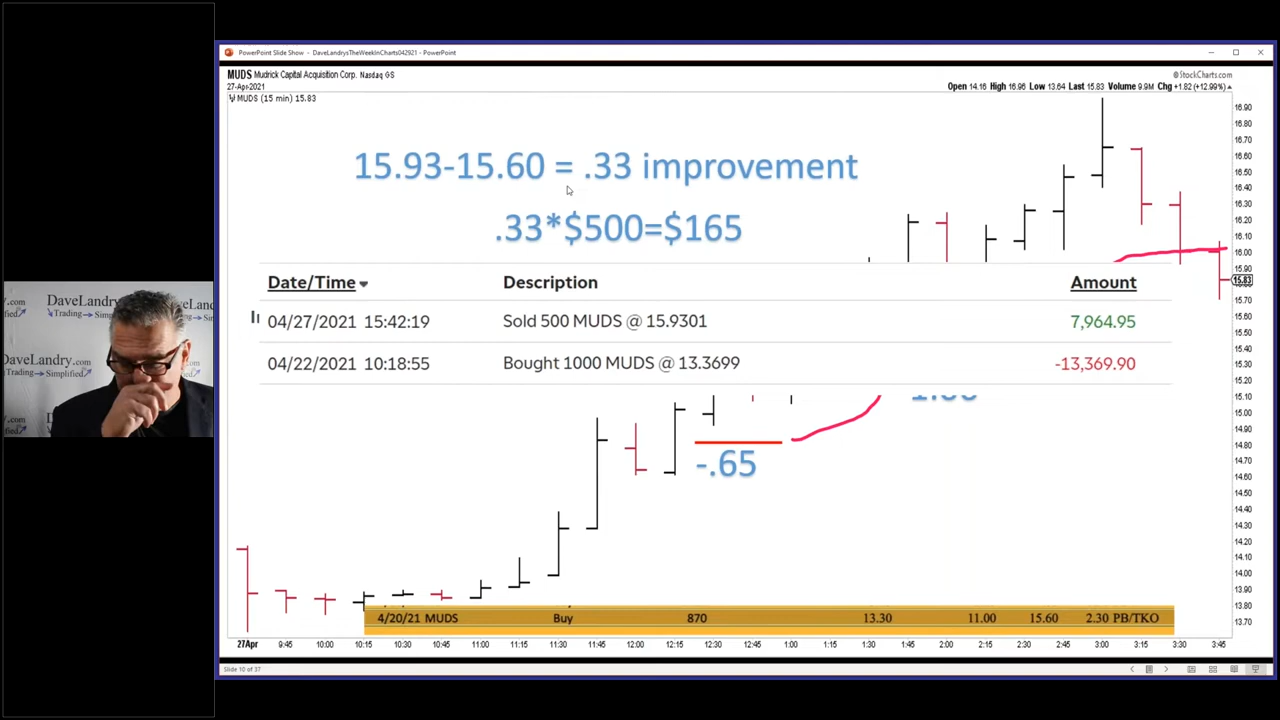 PowerPoint Slide Show - DaveLandrysTheWeekInCharts042921 - PowerPoint
MUDS Mudrick Capital Acquisition Corp. Nasdaq GS
© StockCharts.com
27-Apr-2021
Open 14.16 High 16.96 Low 13.64 Last 15.83 Volume 9.9M Chg +1.82 (+12.99%)
MUDS (15 min) 15.83
15.93-15.60 = .33 improvement
.33*$500=$165
Date/Time Description Amount
04/27/2021 15:42:19 Sold 500 MUDS @ 15.9301 7,964.95
04/22/2021 10:18:55 Bought 1000 MUDS @ 13.3699 -13,369.90
-.65
4/20/21 MUDS Buy 870 13.30 11.00 15.60 2.30 PB/TKO
16.90
16.80
16.70
16.60
16.50
16.40
16.30
16.20
16.10
16.00
15.90
15.83
15.70
15.60
15.50
15.40
15.30
15.20
15.10
15.00
14.90
14.80
14.70
14.60
14.50
14.40
14.30
14.20
14.10
14.00
13.90
13.80
13.70
27Apr 9:45 10:00 10:15 10:30 10:45 11:00 11:15 11:30 11:45 12:00 12:15 12:30 12:45 1:00 1:15 1:30 1:45 2:00 2:15 2:30 2:45 3:00 3:15 3:30 3:45
Slide 10 of 37
DaveLandry.com
Trading Simplified